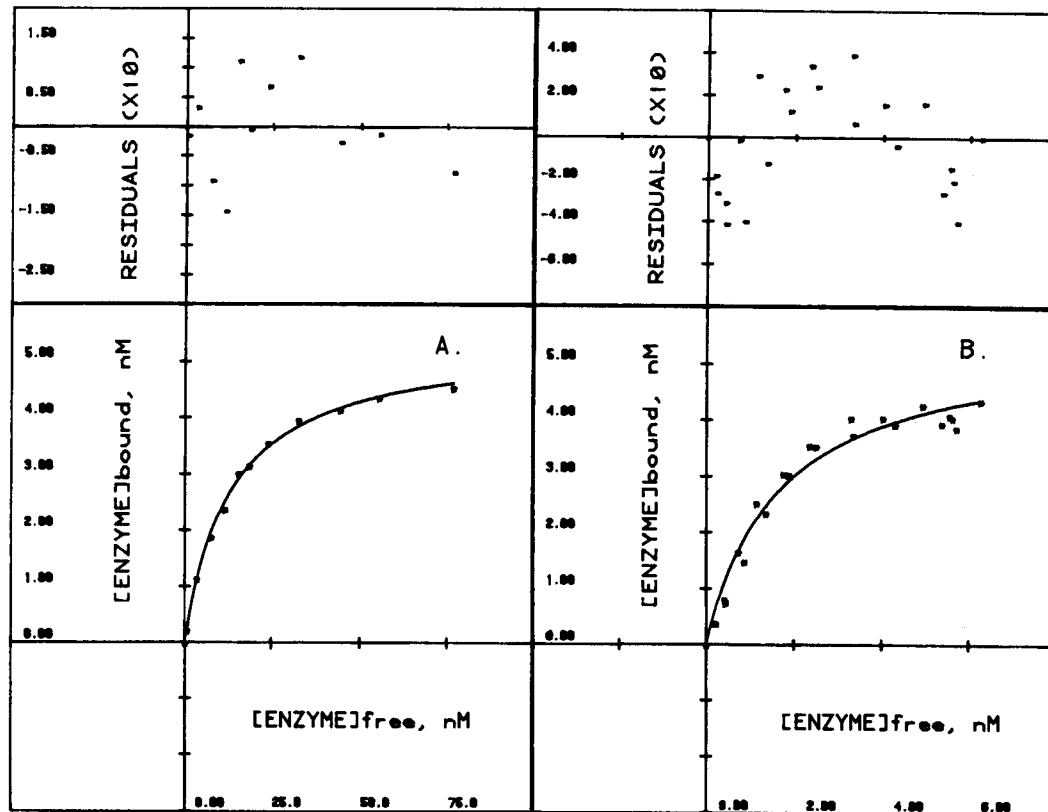 1.50
0.50
-0.50
-1.50
-2.50
RESIDUALS (X10)
4.00
2.00
-2.00
-4.00
-6.00
RESIDUALS (X10)
A.
5.00
4.00
3.00
2.00
1.00
0.00
[ENZYME]bound, nM
B.
5.00
4.00
3.00
2.00
1.00
0.00
[ENZYME]bound, nM
[ENZYME]free, nM
0.00 25.0 50.0 75.0
[ENZYME]free, nM
0.00 2.00 4.00 6.00